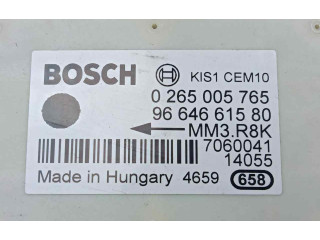 BOSCH KIS1 CEM10
0 265 005 765
96 646 615 80
MM3.R8K
7060041
14055
Made in Hungary 4659 658